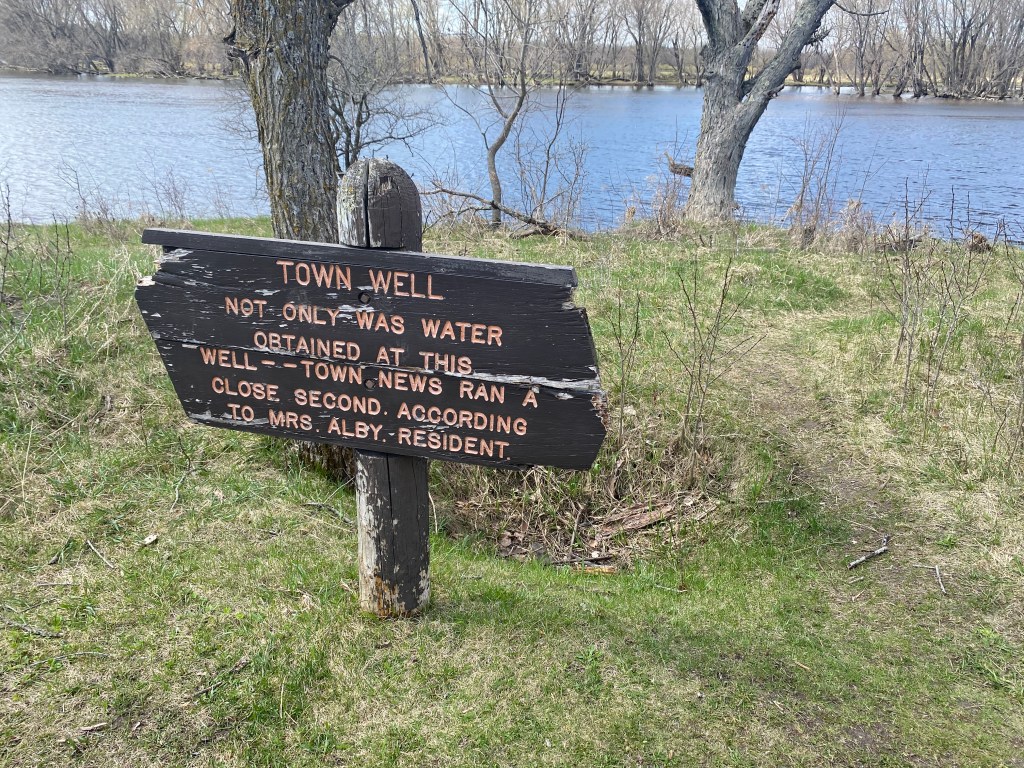 TOWN WELL
NOT ONLY WAS WATER
OBTAINED AT THIS
WELL--TOWN NEWS RAN A
CLOSE SECOND. ACCORDING
TO MRS. ALBY.-RESIDENT.